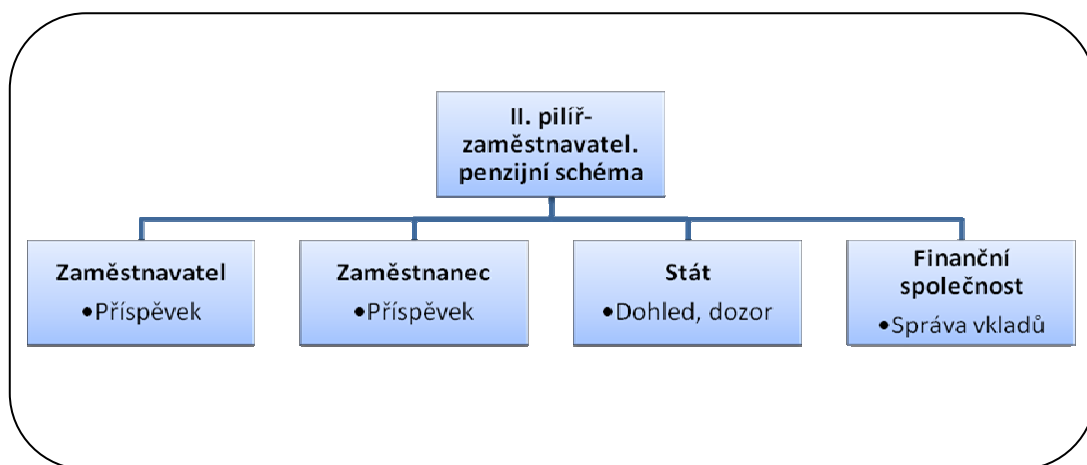 II. pilíř-
zaměstnavatel.
penzijní schéma
Zaměstnavatel
•Příspěvek
Zaměstnanec
•Příspěvek
Stát
•Dohled, dozor
Finanční
společnost
•Správa vkladů